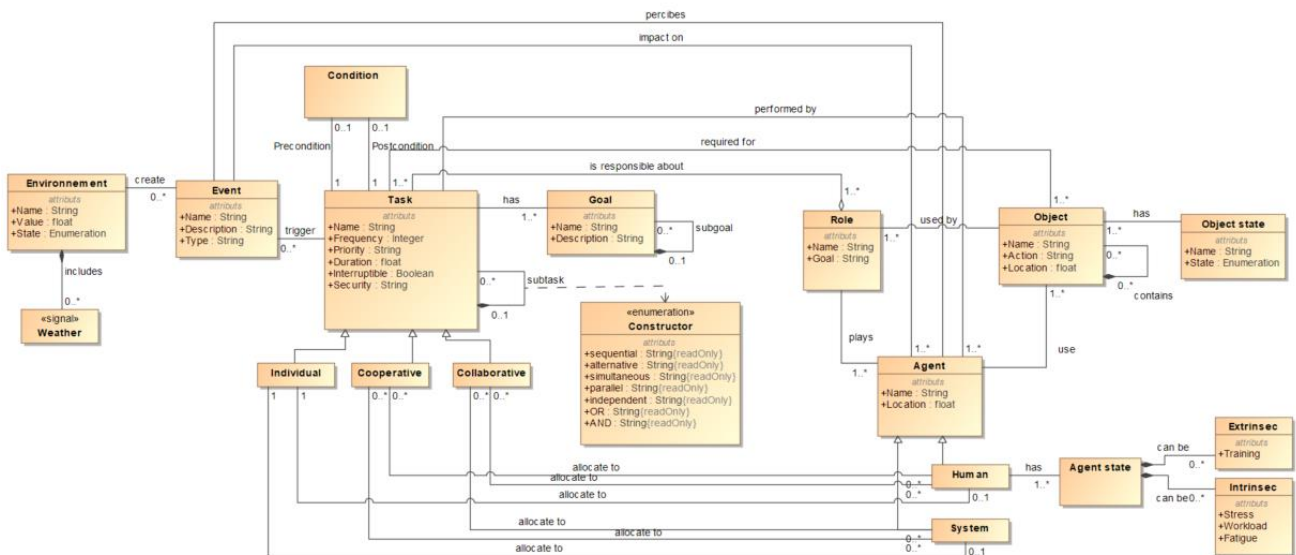 percibes
impact on
Condition
0..1
0..1
performed by
Precondition
Postcondition
required for
is responsible about
1
1
1..*
Environnement
attributs
+Name : String
+Value : float
+State : Enumeration
create
0..*
Event
attributs
+Name : String
+Description : String
+Type : String
trigger
0..*
Task
attributs
+Name : String
+Frequency : Integer
+Priority : String
+Duration : float
+Interruptible : Boolean
+Security : String
has
1..*
Goal
attributs
+Name : String
+Description : String
subgoal
0..*
0..1
0..*
subtask
0..1
1..*
Role
attributs
+Name : String
+Goal : String
used by
1..*
1..*
Object
attributs
+Name : String
+Action : String
+Location : float
has
1..*
0..*
0..*
contains
1..*
Object state
attributs
+Name : String
+State : Enumeration
includes
0..*
«signal»
Weather
«enumeration»
Constructor
attributs
+sequential : String{readOnly}
+alternative : String{readOnly}
+simultaneous : String{readOnly}
+parallel : String{readOnly}
+independent : String{readOnly}
+OR : String{readOnly}
+AND : String{readOnly}
plays
1..*
1..*
1..*
use
Agent
attributs
+Name : String
+Location : float
Individual
1
1
Cooperative
0..*
0..*
Collaborative
0..*
0..*
allocate to
allocate to
allocate to
0..*
0..*
Human
0..1
has
1..*
Agent state
can be
0..*
can be
0..*
Extrinsec
attributs
+Training
Intrinsec
attributs
+Stress
+Workload
+Fatigue
allocate to
allocate to
allocate to
0..*
0..*
System
0..1